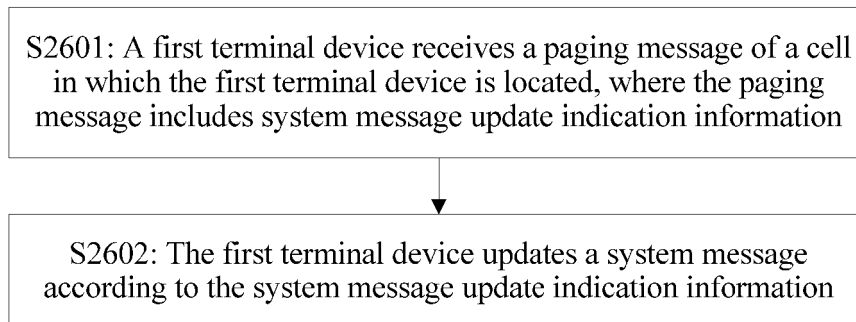 S2601: A first terminal device receives a paging message of a cell
in which the first terminal device is located, where the paging
message includes system message update indication information
S2602: The first terminal device updates a system message
according to the system message update indication information